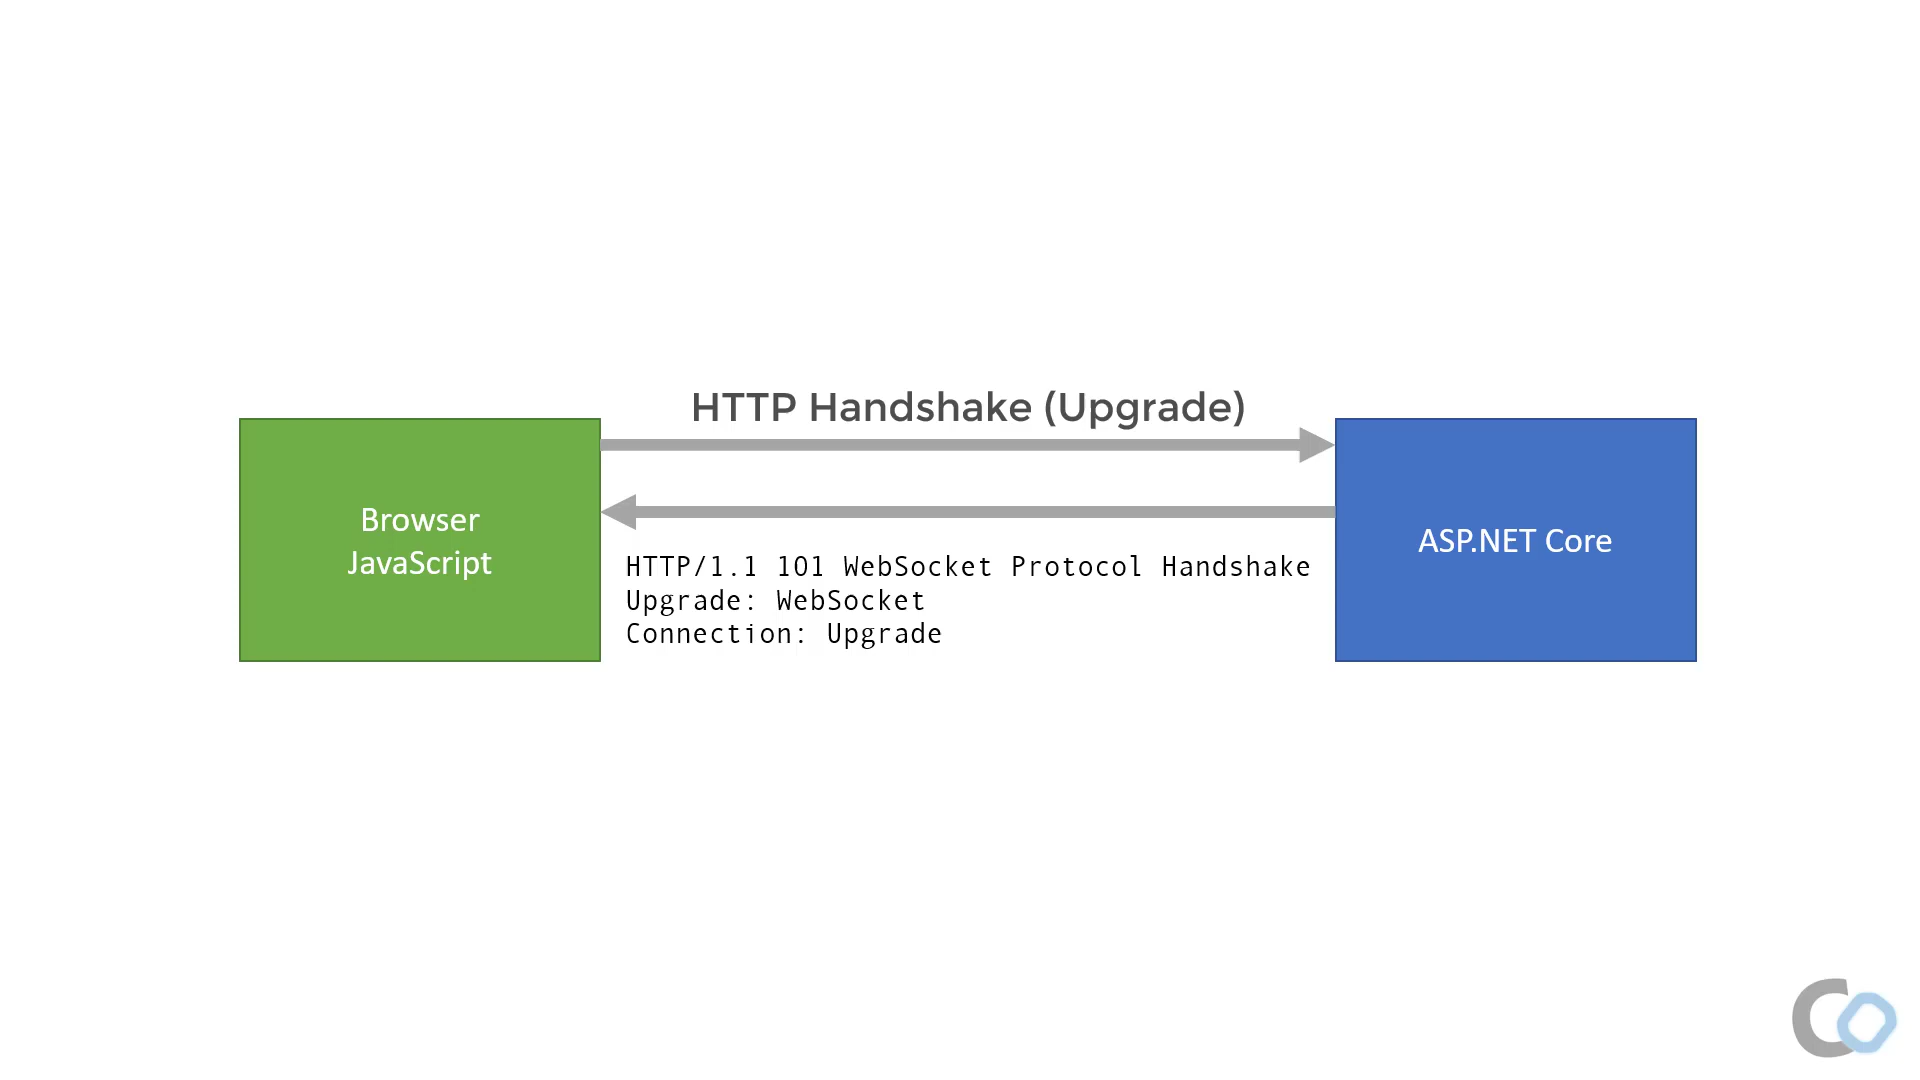 HTTP Handshake (Upgrade)
Browser
JavaScript
ASP.NET Core
HTTP/1.1 101 WebSocket Protocol Handshake
Upgrade: WebSocket
Connection: Upgrade
CO